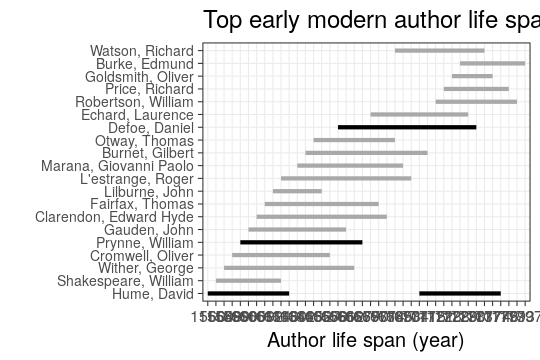 Top early modern author life spa
Watson, Richard
Burke, Edmund
Goldsmith, Oliver
Price, Richard
Robertson, William
Echard, Laurence
Defoe, Daniel
Otway, Thomas
Burnet, Gilbert
Marana, Giovanni Paolo
L'estrange, Roger
Lilburne, John
Fairfax, Thomas
Clarendon, Edward Hyde
Gauden, John
Prynne, William
Cromwell, Oliver
Wither, George
Shakespeare, William
Hume, David
Author life span (year)